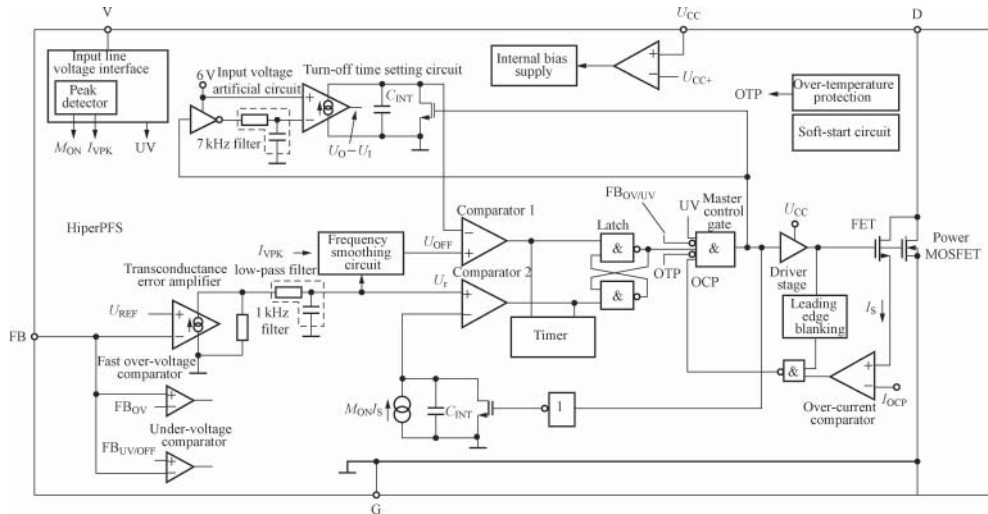 V
U_CC
D
Input line
voltage interface
Peak
detector
M_ON
I_VPK
UV
6 V
Input voltage
artificial circuit
Turn-off time setting circuit
+
−
C_INT
7 kHz filter
U_O−U_I
Internal bias
supply
+
−
U_CC+
OTP
Over-temperature
protection
Soft-start circuit
HiperPFS
Transconductance
error amplifier
low-pass filter
I_VPK
Frequency
smoothing
circuit
U_OFF
Comparator 1
−
+
U_r
Comparator 2
+
−
1 kHz
filter
U_REF
+
−
FB
Timer
Latch
&
&
FB_OV/UV
UV
OTP
OCP
Master
control
gate
&
U_CC
Driver
stage
FET
Power
MOSFET
Leading
edge
blanking
I_S
&
+
−
I_OCP
Over-current
comparator
Fast over-voltage
comparator
FB_OV
+
−
Under-voltage
comparator
FB_UV/OFF
+
−
M_ON I_S
C_INT
1
G